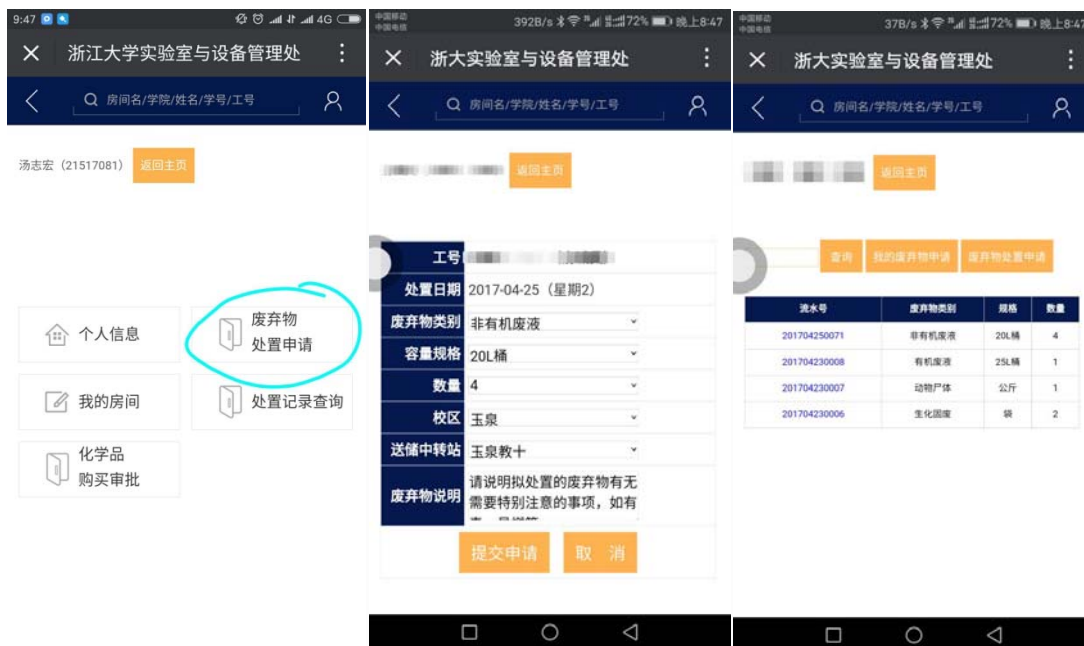 9:47
4G
浙江大学实验室与设备管理处
房间名/学院/姓名/学号/工号
汤志宏 (21517081) 返回主页
个人信息
废弃物
处置申请
我的房间
处置记录查询
化学品
购买审批
中国移动
中国电信
392B/s
72%
晚上8:47
浙大实验室与设备管理处
房间名/学院/姓名/学号/工号
返回主页
工号
处置日期 2017-04-25 (星期2)
废弃物类别 非有机废液
容量规格 20L桶
数量 4
校区 玉泉
送储中转站 玉泉教十
废弃物说明
请说明拟处置的废弃物有无
需要特别注意的事项，如有
提交申请 取 消
中国移动
中国电信
37B/s
72%
晚上8:47
浙大实验室与设备管理处
房间名/学院/姓名/学号/工号
返回主页
查询 我的废弃物申请 废弃物处置申请
流水号 废弃物类别 规格 数量
201704250071 非有机废液 20L桶 4
201704230008 有机废液 25L桶 1
201704230007 动物尸体 公斤 1
201704230006 生化固废 袋 2